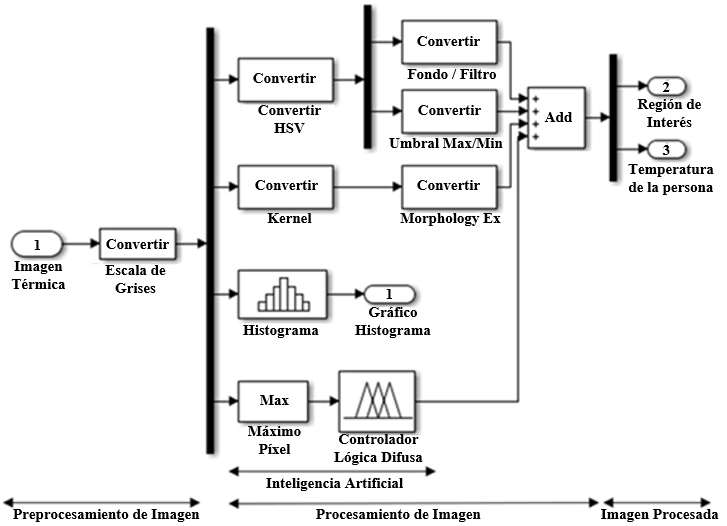 Convertir
Fondo / Filtro
Convertir
Convertir
HSV
Convertir
Umbral Max/Min
+
+
+
+
Add
2
Región de
Interés
3
Temperatura
de la persona
Convertir
Kernel
Convertir
Morphology Ex
1
Imagen
Térmica
Convertir
Escala de
Grises
Histograma
1
Gráfico
Histograma
Max
Máximo
Píxel
Controlador
Lógica Difusa
Inteligencia Artificial
Preprocesamiento de Imagen
Procesamiento de Imagen
Imagen Procesada